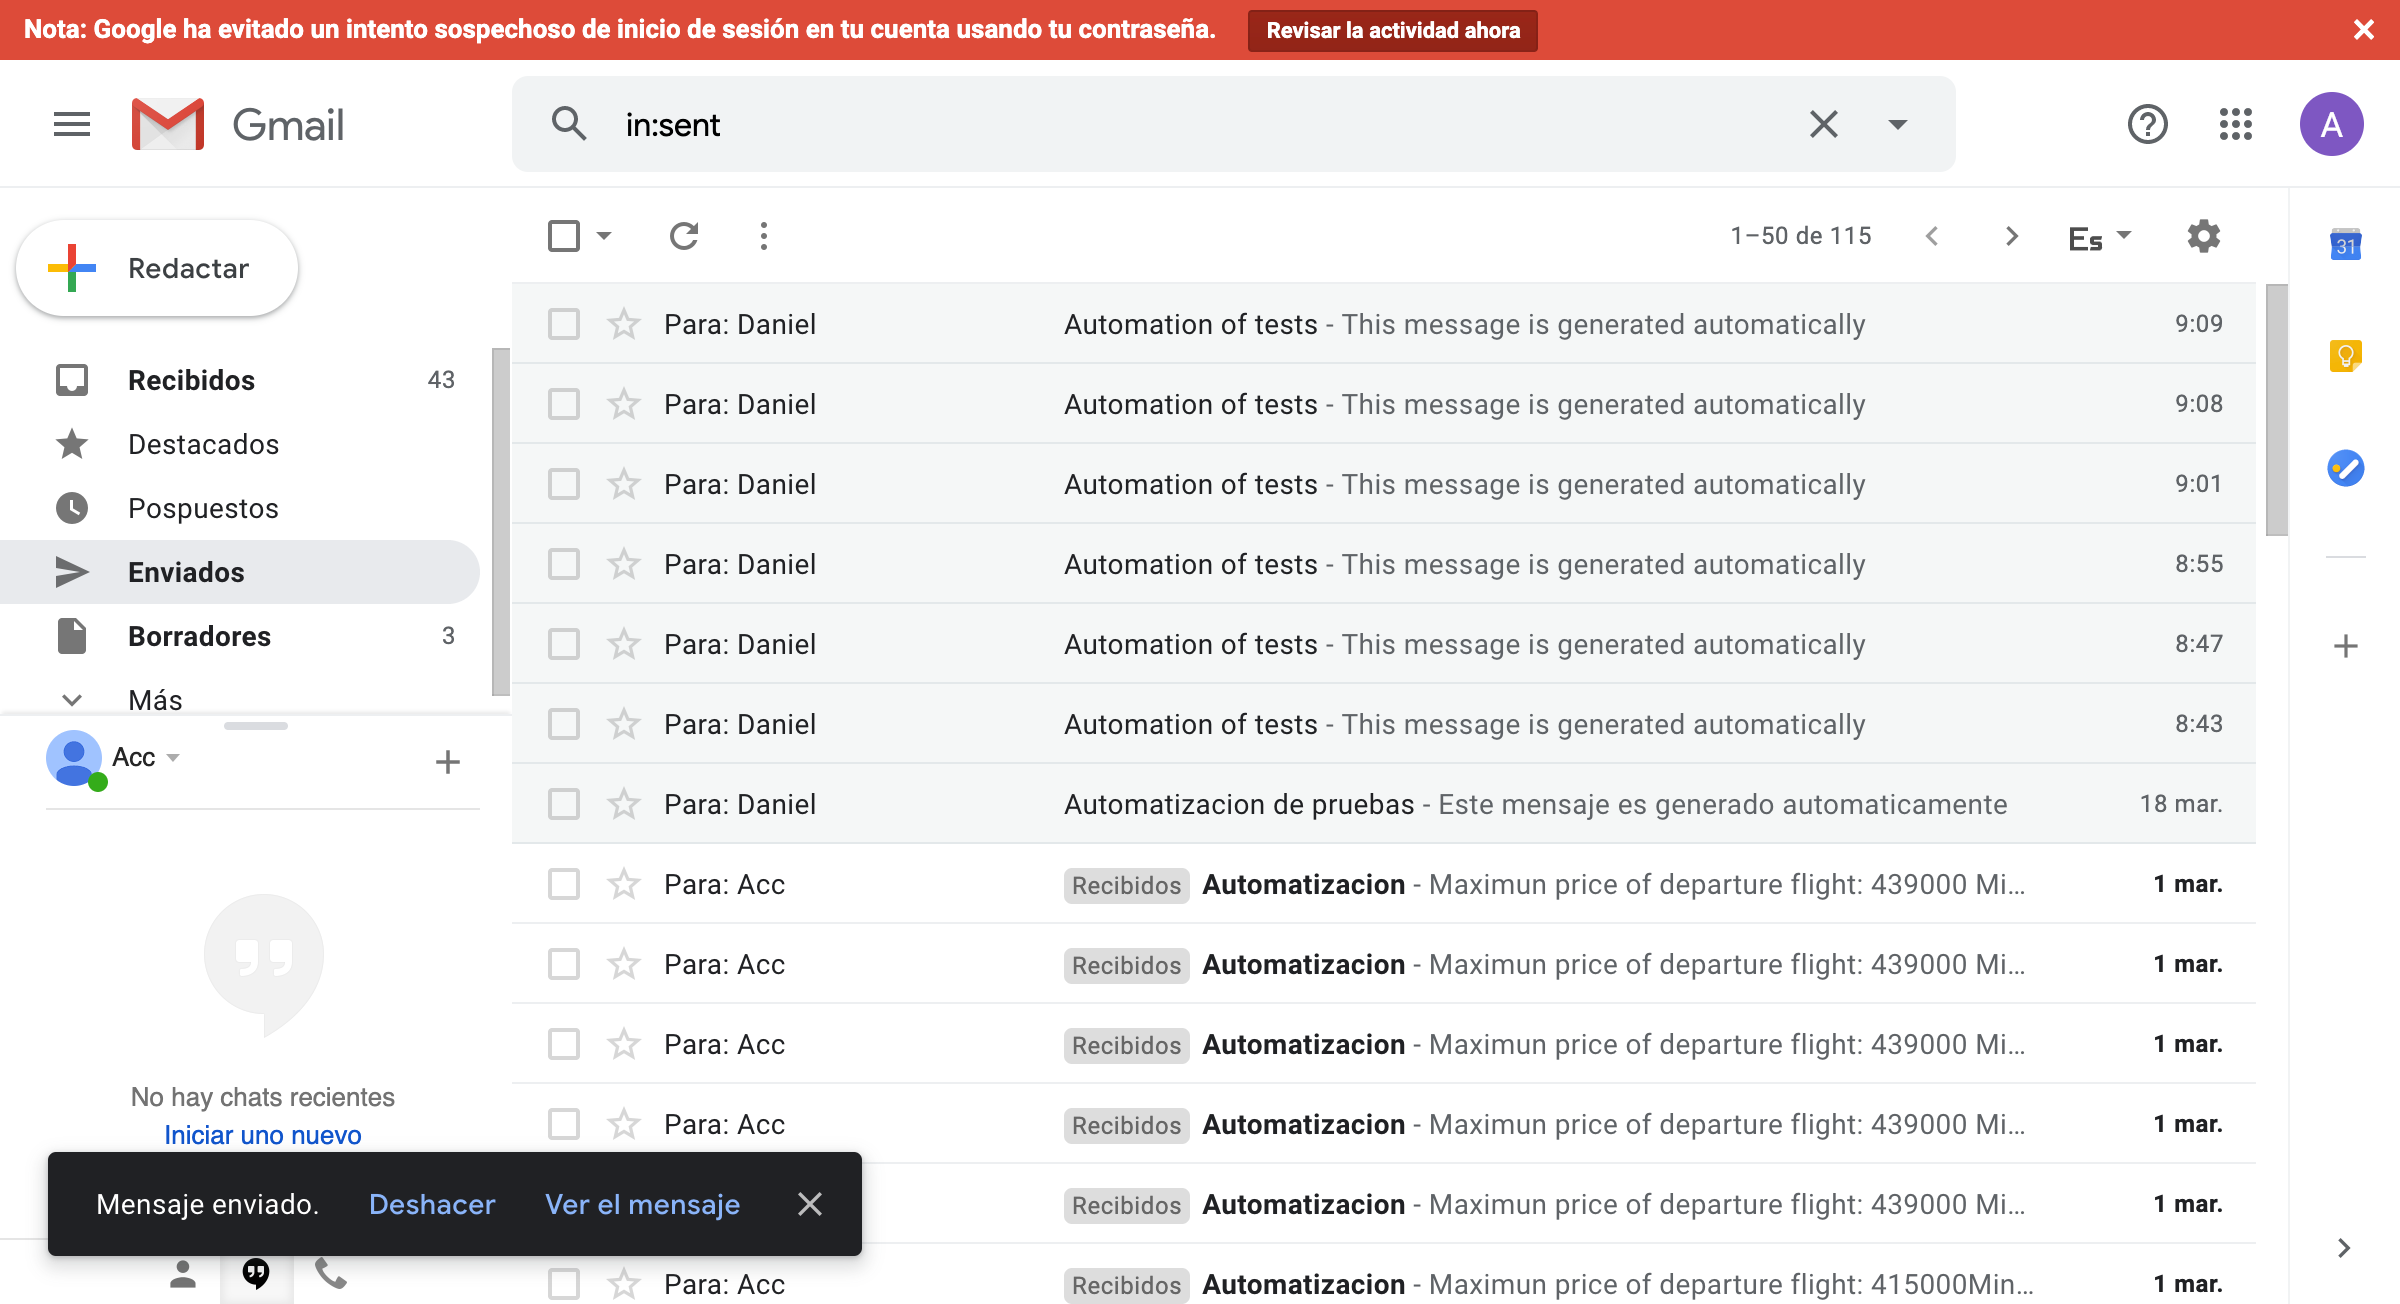 Nota: Google ha evitado un intento sospechoso de inicio de sesión en tu cuenta usando tu contraseña. Revisar la actividad ahora
Gmail in:sent A
Redactar 1–50 de 115 Es 31
Recibidos 43
Destacados
Pospuestos
Enviados
Borradores 3
Más
Acc
No hay chats recientes
Iniciar uno nuevo
Para: Daniel Automation of tests - This message is generated automatically 9:09
Para: Daniel Automation of tests - This message is generated automatically 9:08
Para: Daniel Automation of tests - This message is generated automatically 9:01
Para: Daniel Automation of tests - This message is generated automatically 8:55
Para: Daniel Automation of tests - This message is generated automatically 8:47
Para: Daniel Automation of tests - This message is generated automatically 8:43
Para: Daniel Automatizacion de pruebas - Este mensaje es generado automaticamente 18 mar.
Para: Acc Recibidos Automatizacion - Maximun price of departure flight: 439000 Mi… 1 mar.
Para: Acc Recibidos Automatizacion - Maximun price of departure flight: 439000 Mi… 1 mar.
Para: Acc Recibidos Automatizacion - Maximun price of departure flight: 439000 Mi… 1 mar.
Para: Acc Recibidos Automatizacion - Maximun price of departure flight: 439000 Mi… 1 mar.
Recibidos Automatizacion - Maximun price of departure flight: 439000 Mi… 1 mar.
Para: Acc Recibidos Automatizacion - Maximun price of departure flight: 415000Min… 1 mar.
Mensaje enviado. Deshacer Ver el mensaje